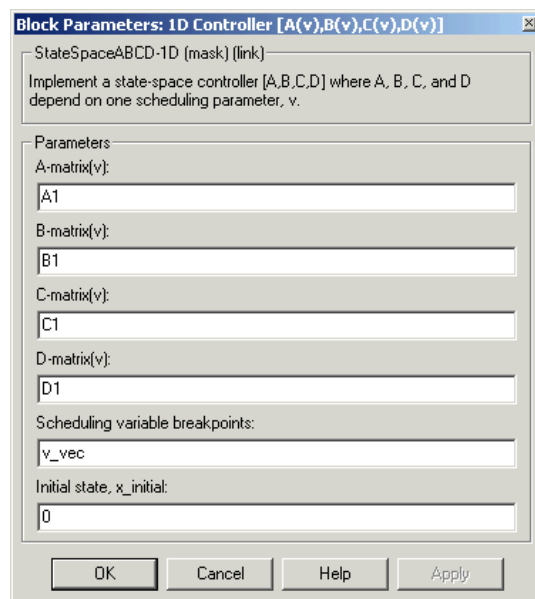 Block Parameters: 1D Controller [A(v),B(v),C(v),D(v)]
StateSpaceABCD-1D (mask) (link)
Implement a state-space controller [A,B,C,D] where A, B, C, and D
depend on one scheduling parameter, v.
Parameters
A-matrix(v):
A1
B-matrix(v):
B1
C-matrix(v):
C1
D-matrix(v):
D1
Scheduling variable breakpoints:
v_vec
Initial state, x_initial:
0
OK Cancel Help Apply